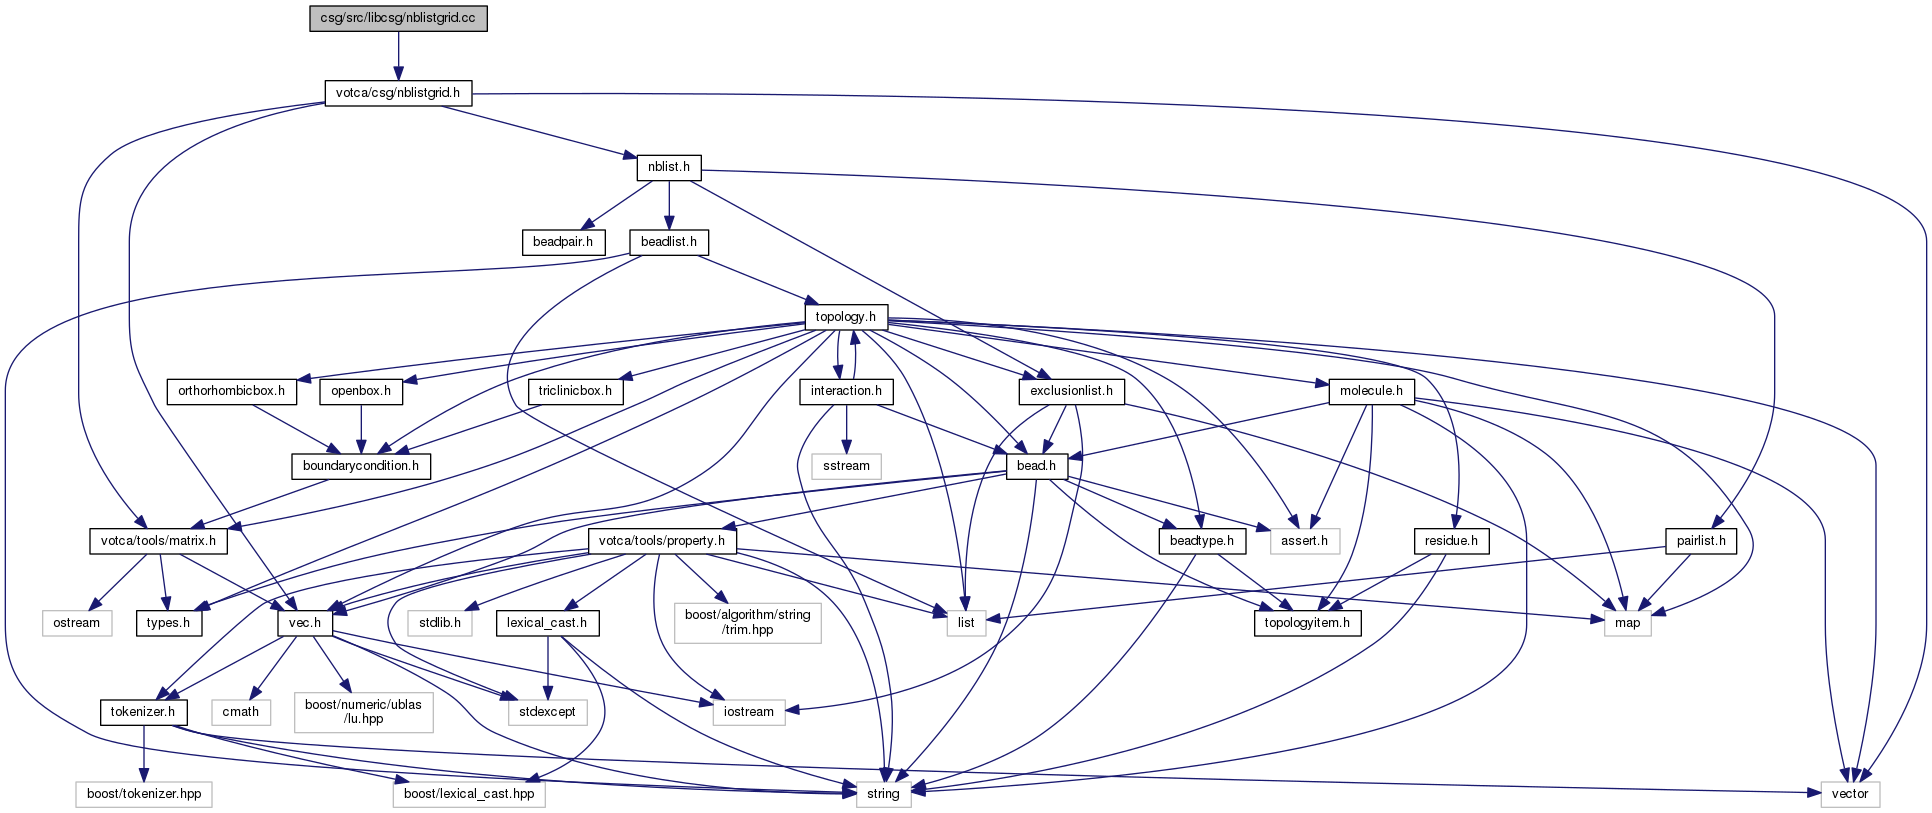 csg/src/libcsg/nblistgrid.cc
votca/csg/nblistgrid.h
nblist.h
beadpair.h
beadlist.h
topology.h
orthorhombicbox.h
openbox.h
triclinicbox.h
interaction.h
exclusionlist.h
molecule.h
boundarycondition.h
sstream
bead.h
votca/tools/matrix.h
votca/tools/property.h
beadtype.h
assert.h
residue.h
pairlist.h
ostream
types.h
vec.h
stdlib.h
lexical_cast.h
boost/algorithm/string
/trim.hpp
list
topologyitem.h
map
tokenizer.h
cmath
boost/numeric/ublas
/lu.hpp
stdexcept
iostream
boost/tokenizer.hpp
boost/lexical_cast.hpp
string
vector